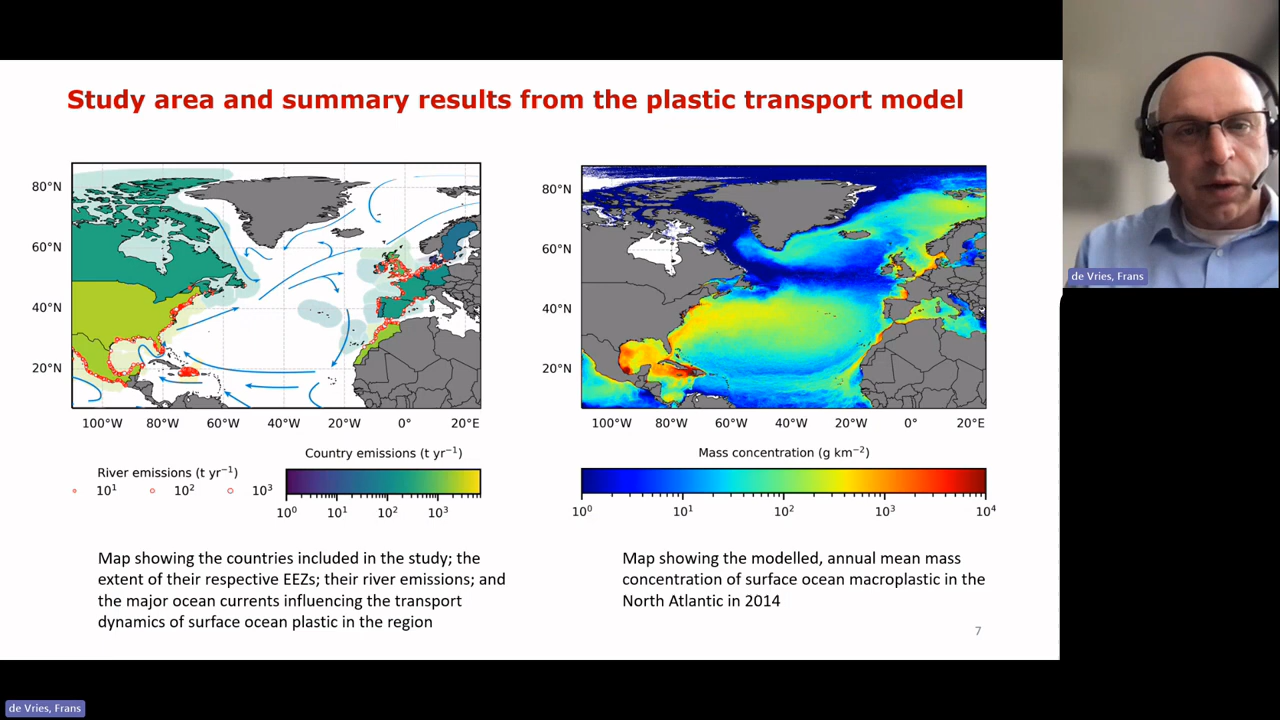 Study area and summary results from the plastic transport model
80°N
60°N
40°N
20°N
100°W 80°W 60°W 40°W 20°W 0° 20°E
80°N
60°N
40°N
20°N
100°W 80°W 60°W 40°W 20°W 0° 20°E
River emissions (t yr⁻¹)
10¹ 10² 10³
Country emissions (t yr⁻¹)
10⁰ 10¹ 10² 10³
Mass concentration (g km⁻²)
10⁰ 10¹ 10² 10³ 10⁴
Map showing the countries included in the study; the
extent of their respective EEZs; their river emissions; and
the major ocean currents influencing the transport
dynamics of surface ocean plastic in the region
Map showing the modelled, annual mean mass
concentration of surface ocean macroplastic in the
North Atlantic in 2014
7
de Vries, Frans
de Vries, Frans